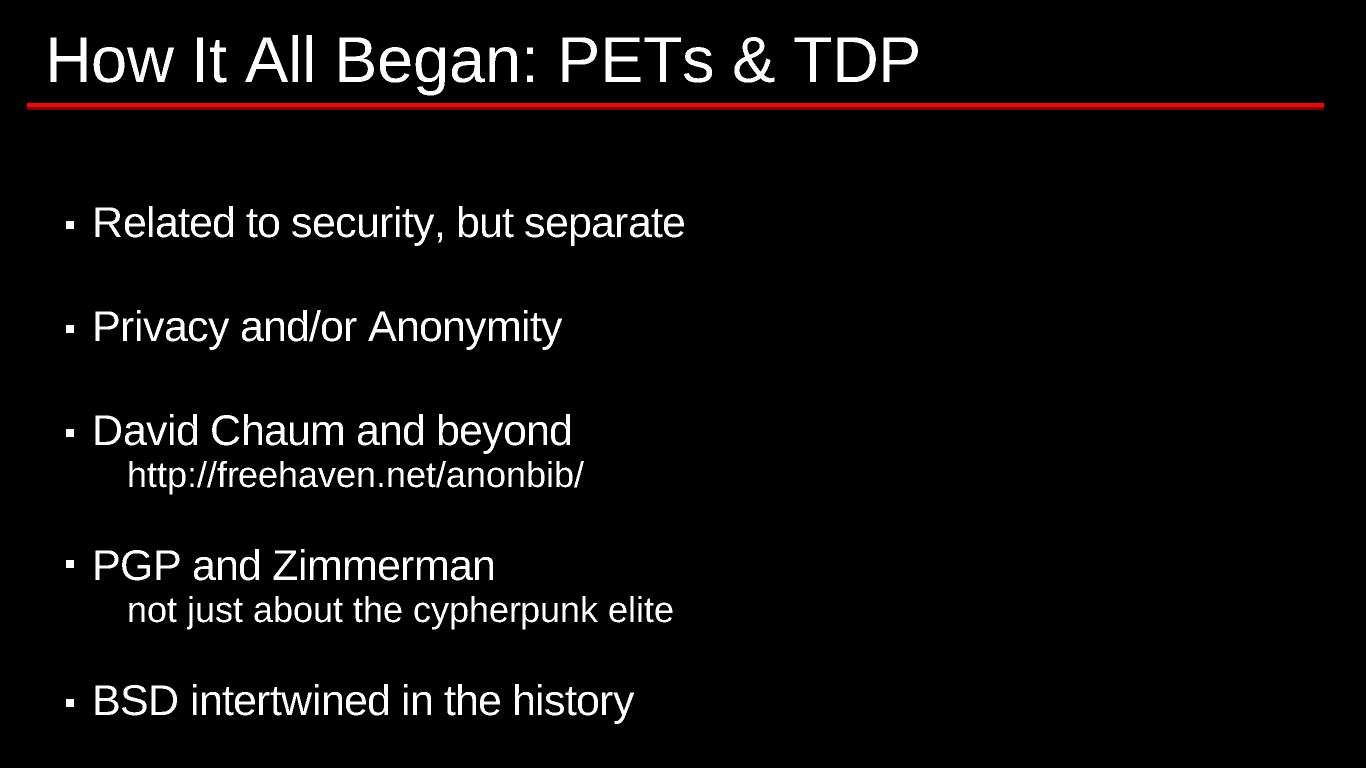 How It All Began: PETs & TDP
▪ Related to security, but separate
▪ Privacy and/or Anonymity
▪ David Chaum and beyond
http://freehaven.net/anonbib/
▪ PGP and Zimmerman
not just about the cypherpunk elite
▪ BSD intertwined in the history